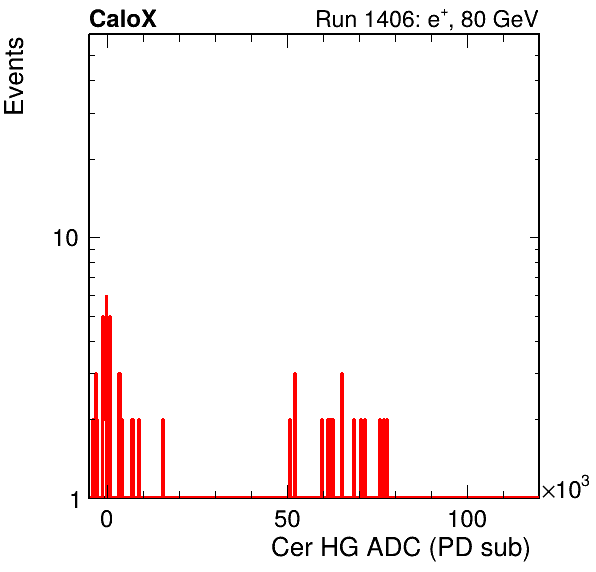 CaloX Run 1406: e⁺, 80 GeV
Events
10
1
0 50 100
×10³
Cer HG ADC (PD sub)